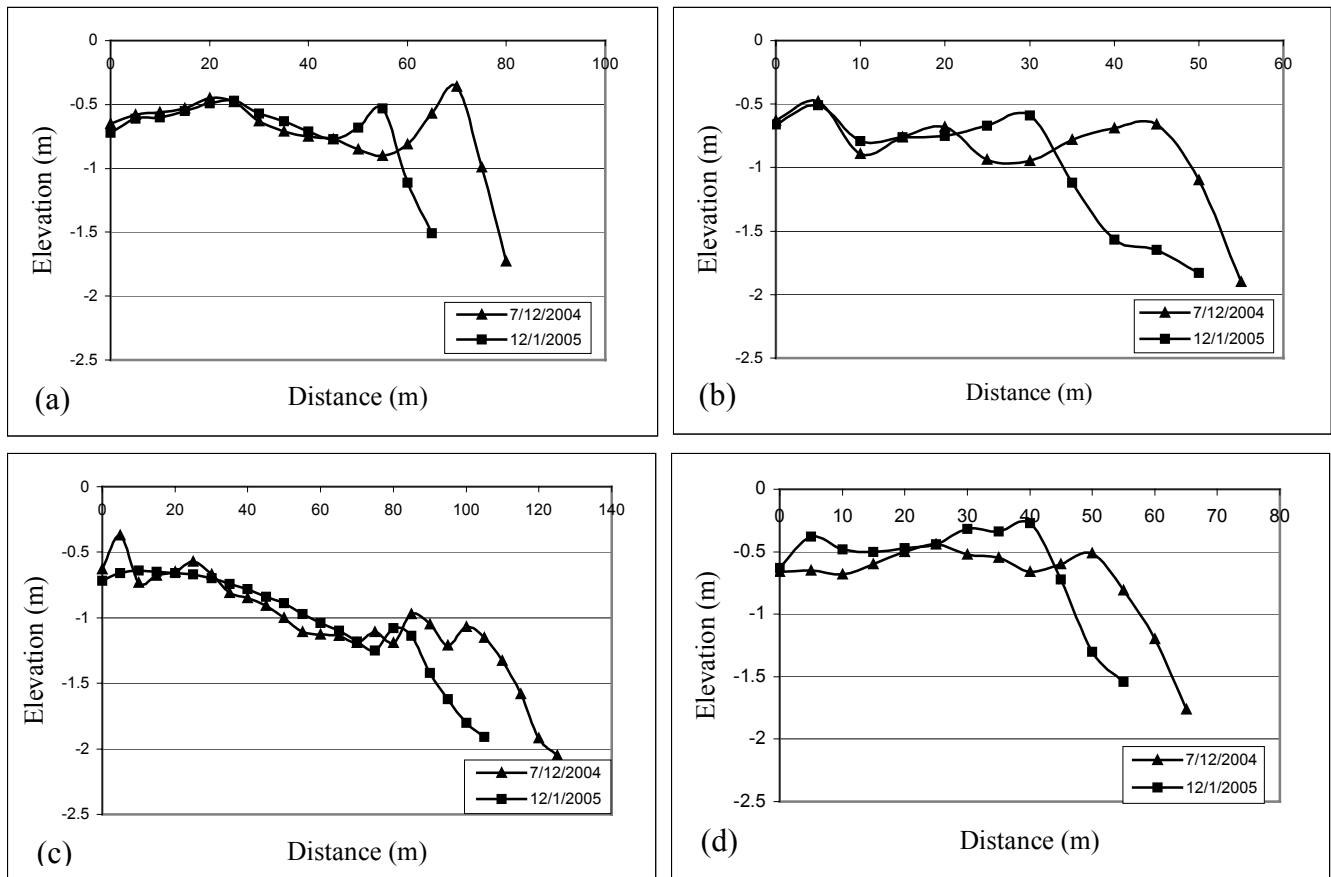 0
0 20 40 60 80 100
-0.5
-1
-1.5
-2
-2.5
Elevation (m)
7/12/2004
12/1/2005
(a)
Distance (m)
0
0 10 20 30 40 50 60
-0.5
-1
-1.5
-2
-2.5
Elevation (m)
7/12/2004
12/1/2005
(b)
Distance (m)
0
0 20 40 60 80 100 120 140
-0.5
-1
-1.5
-2
-2.5
Elevation (m)
7/12/2004
12/1/2005
(c)
Distance (m)
0
0 10 20 30 40 50 60 70 80
-0.5
-1
-1.5
-2
-2.5
Elevation (m)
7/12/2004
12/1/2005
(d)
Distance (m)